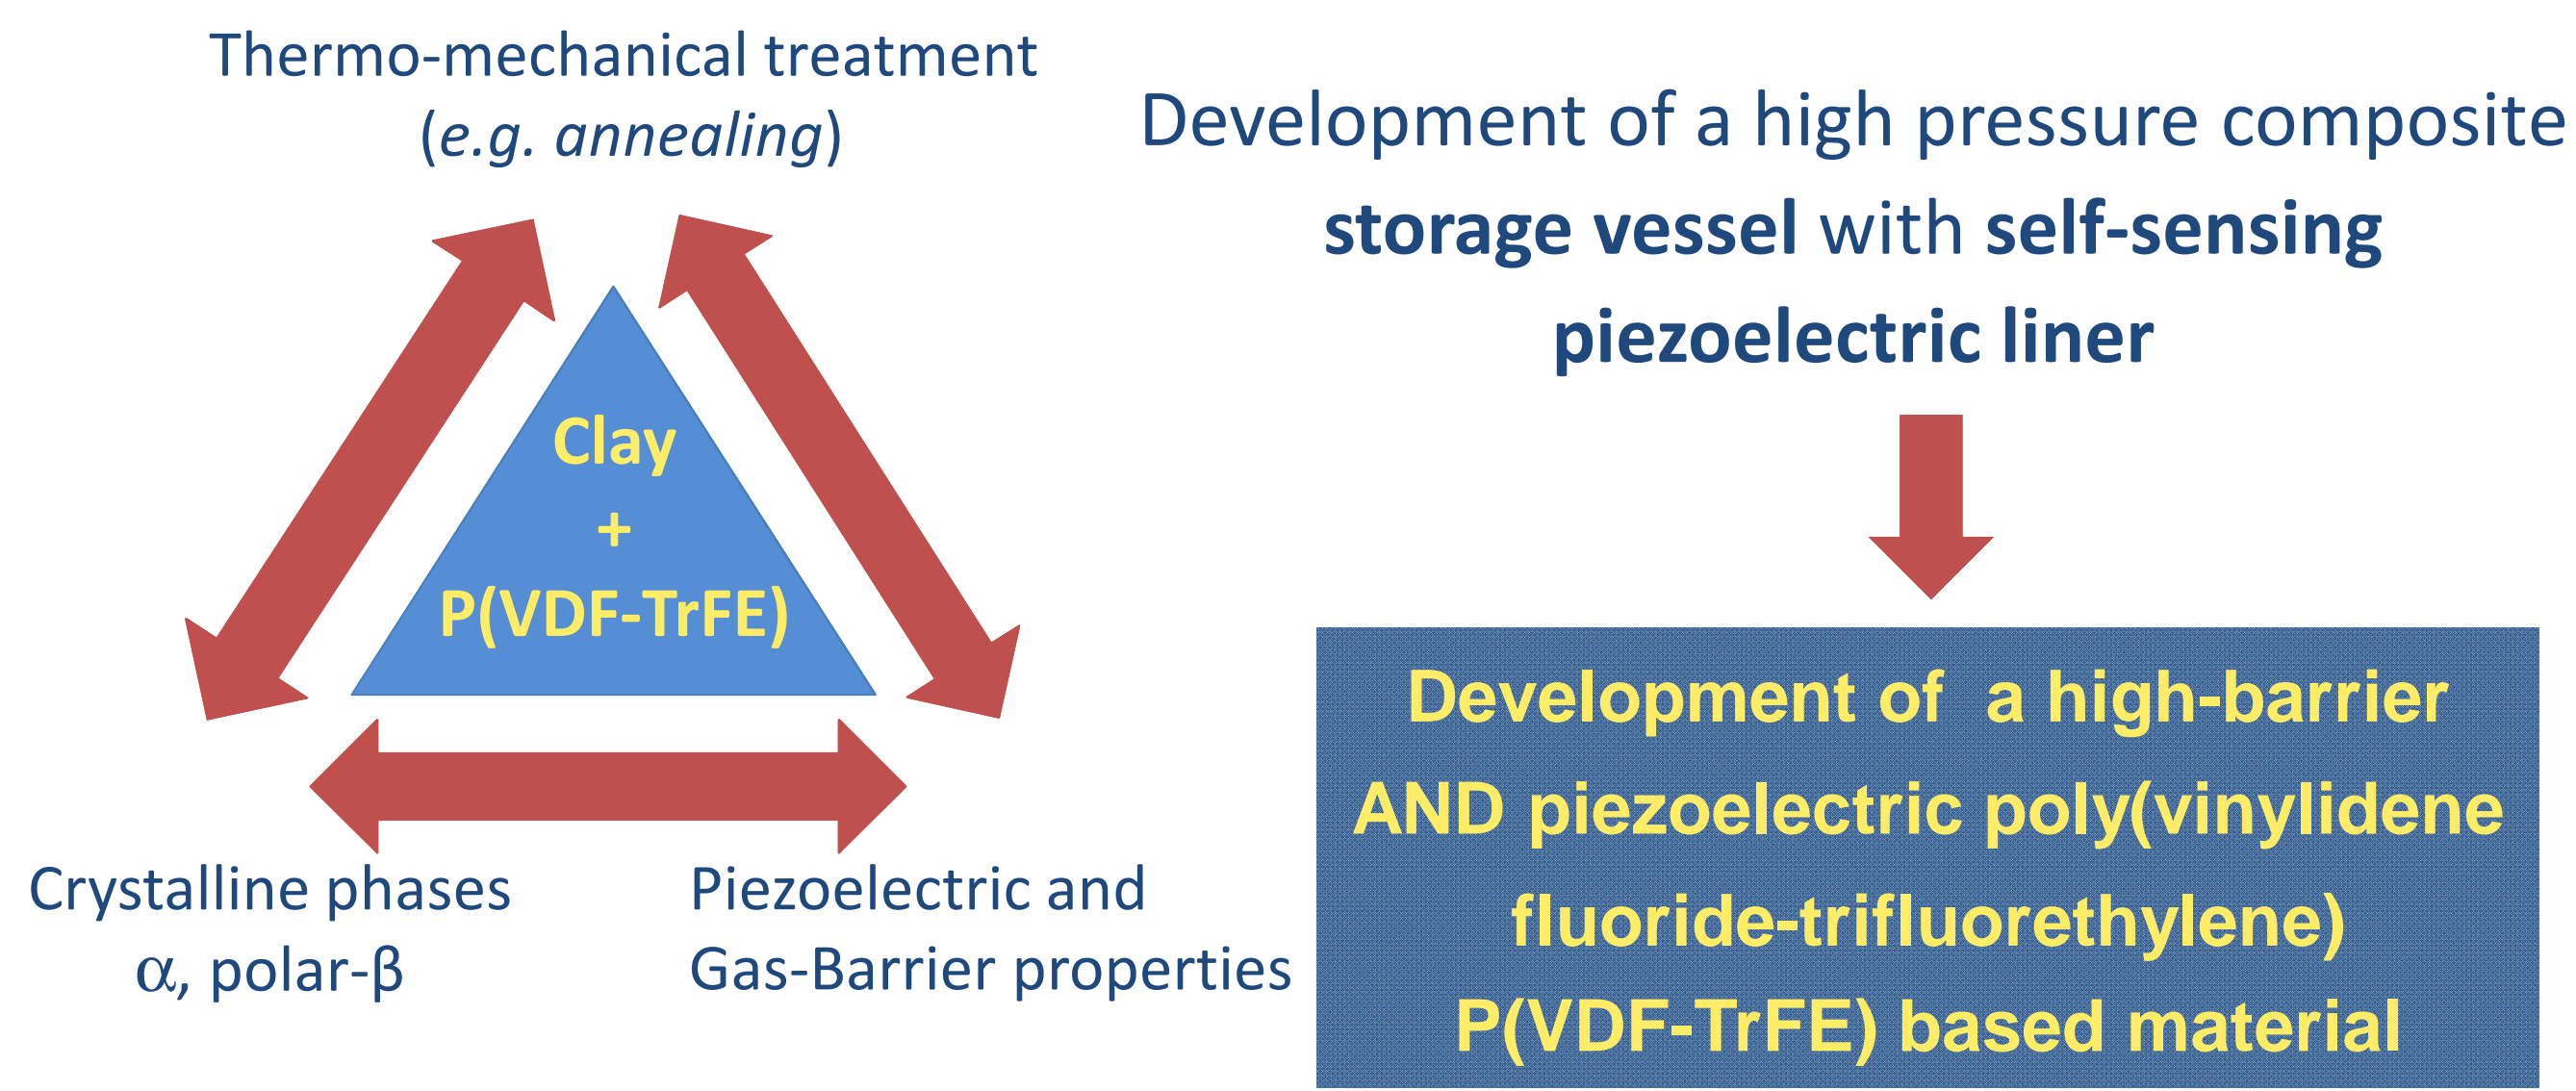 Thermo-mechanical treatment
(e.g. annealing)
Clay
+
P(VDF-TrFE)
Crystalline phases
α, polar-β
Piezoelectric and
Gas-Barrier properties
Development of a high pressure composite
storage vessel with self-sensing
piezoelectric liner
Development of a high-barrier
AND piezoelectric poly(vinylidene
fluoride-trifluorethylene)
P(VDF-TrFE) based material